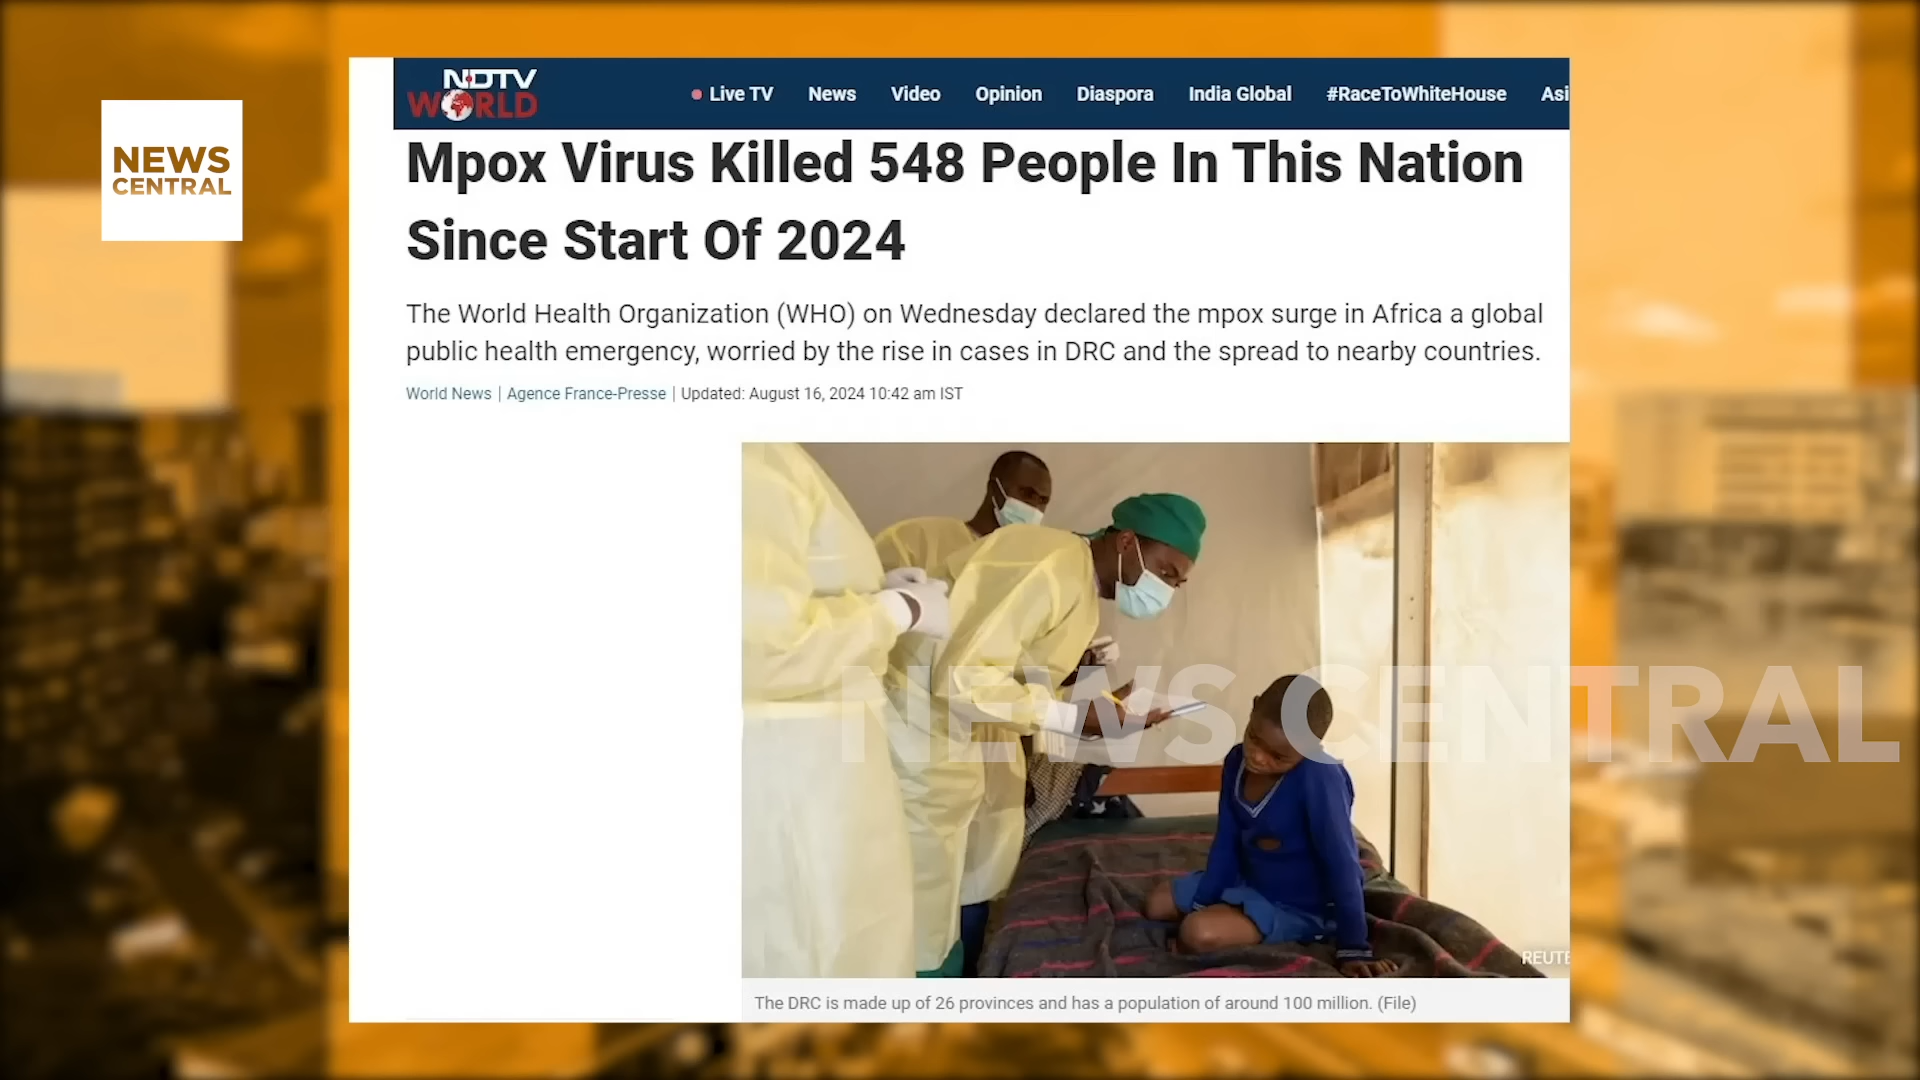 NDTV
WORLD
Live TV News Video Opinion Diaspora India Global #RaceToWhiteHouse Asi
NEWS
CENTRAL
Mpox Virus Killed 548 People In This Nation
Since Start Of 2024
The World Health Organization (WHO) on Wednesday declared the mpox surge in Africa a global
public health emergency, worried by the rise in cases in DRC and the spread to nearby countries.
World News | Agence France-Presse | Updated: August 16, 2024 10:42 am IST
NEWS CENTRAL
REUTE
The DRC is made up of 26 provinces and has a population of around 100 million. (File)